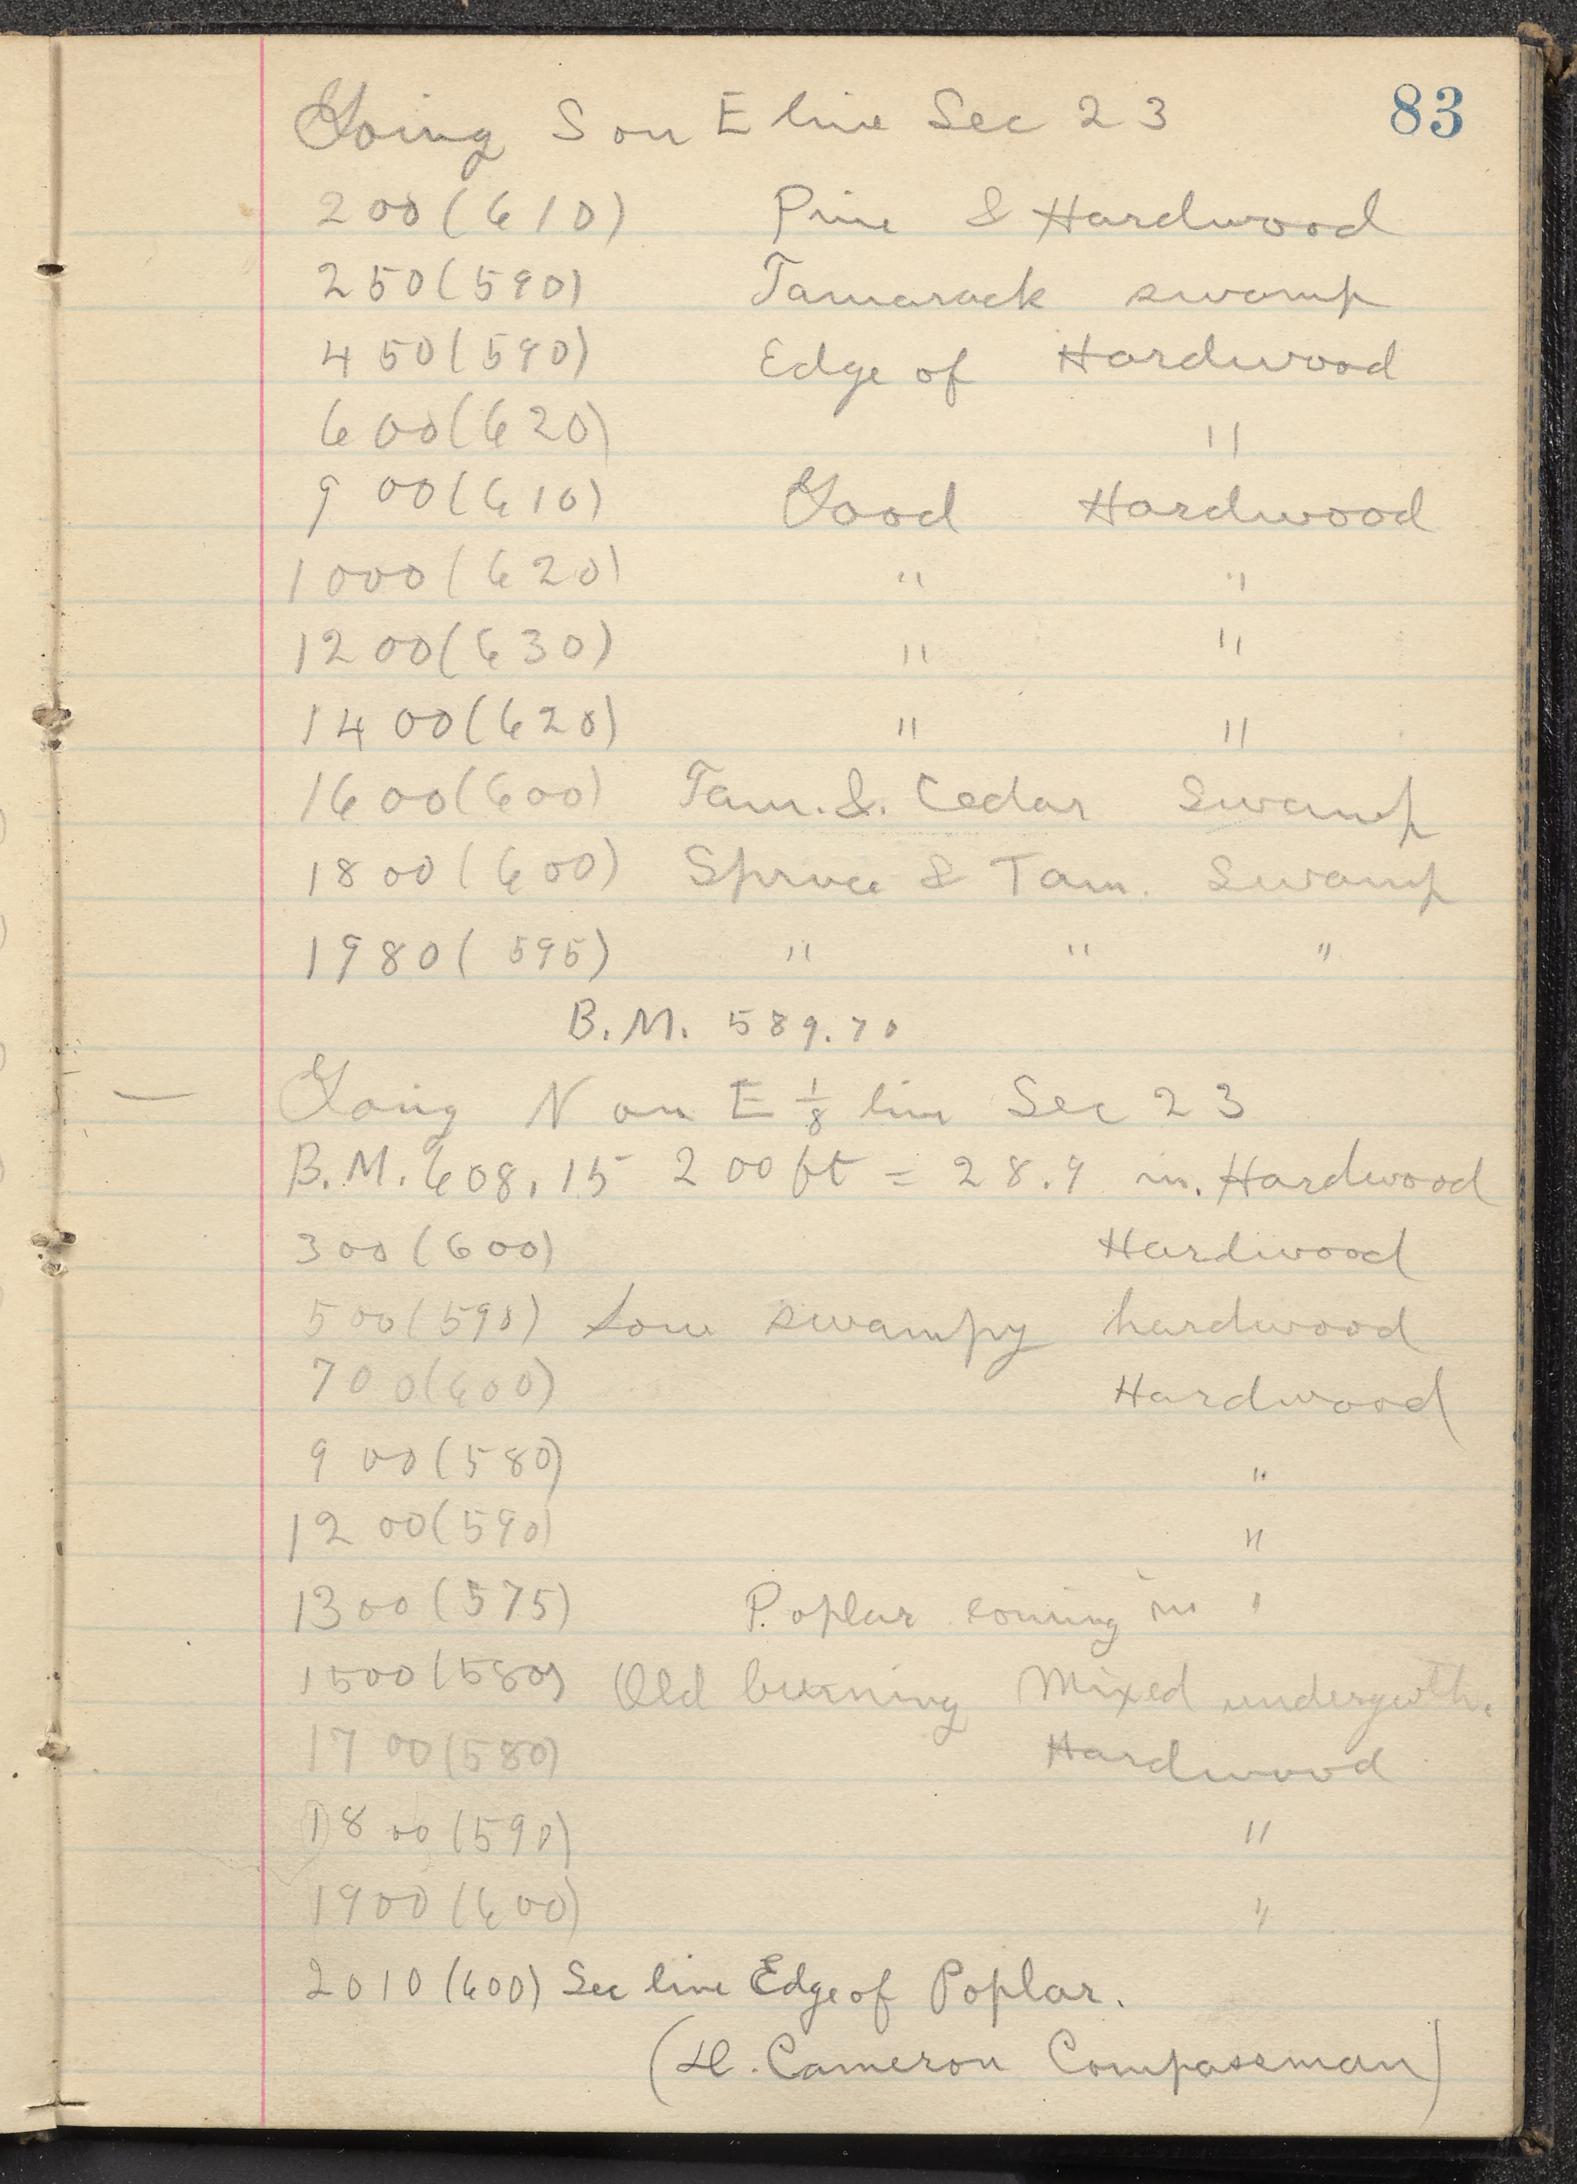 83
Going S on E line Sec 23
200 (610) Pine & Hardwood
250 (590) Tamarack swamp
450 (590) Edge of Hardwood
600 (620) "
900 (610) Good Hardwood
1000 (620) " "
1200 (630) " "
1400 (620) " "
1600 (600) Tam. & Cedar Swamp
1800 (600) Spruce & Tam. Swamp
1980 (595) " " "
B.M. 589.70
— Going N on E 1/8 line Sec 23
B.M. 608.15 200 ft = 28.9 in. Hardwood
300 (600) Hardwood
500 (590) Low swampy hardwood
700 (600) Hardwood
900 (580) "
1200 (590) "
1300 (575) Poplar coming in "
1500 (580) Old burning Mixed undergwth.
1700 (580) Hardwood
1800 (590) "
1900 (600) "
2010 (600) Sec line Edge of Poplar.
Cameron Compassman)